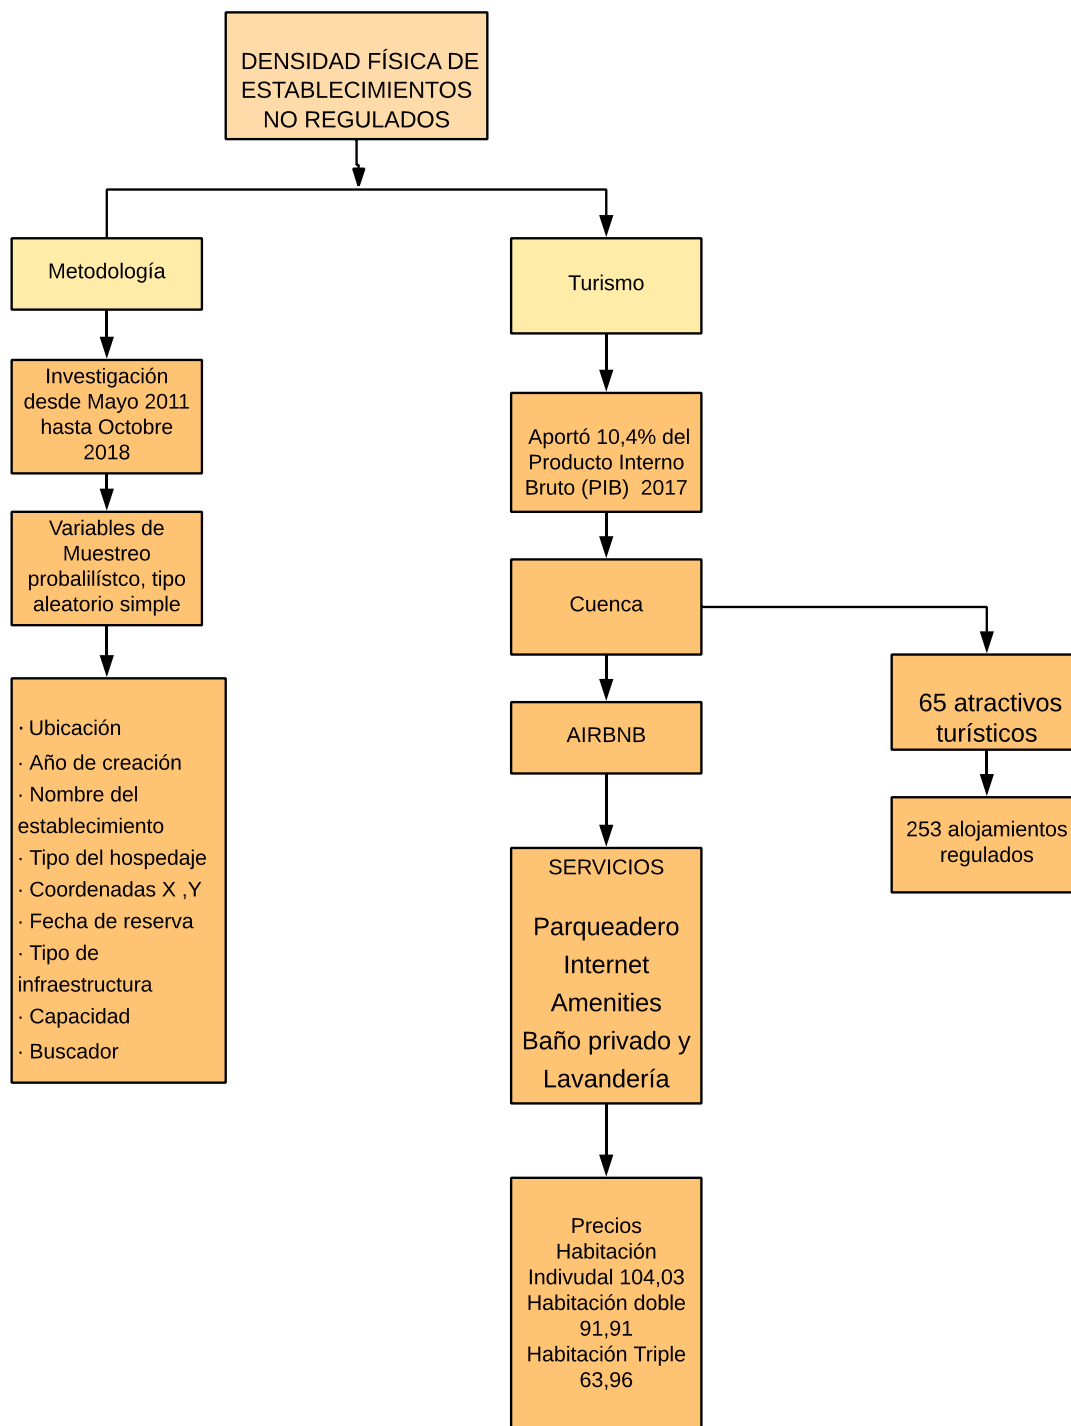 DENSIDAD FÍSICA DE
ESTABLECIMIENTOS
NO REGULADOS
Metodología
Investigación
desde Mayo 2011
hasta Octobre
2018
Variables de
Muestreo
probalilístco, tipo
aleatorio simple
· Ubicación
· Año de creación
· Nombre del
establecimiento
· Tipo del hospedaje
· Coordenadas X ,Y
· Fecha de reserva
· Tipo de
infraestructura
· Capacidad
· Buscador
Turismo
Aportó 10,4% del
Producto Interno
Bruto (PIB) 2017
Cuenca
AIRBNB
SERVICIOS
Parqueadero
Internet
Amenities
Baño privado y
Lavandería
Precios
Habitación
Indivudal 104,03
Habitación doble
91,91
Habitación Triple
63,96
65 atractivos
turísticos
253 alojamientos
regulados